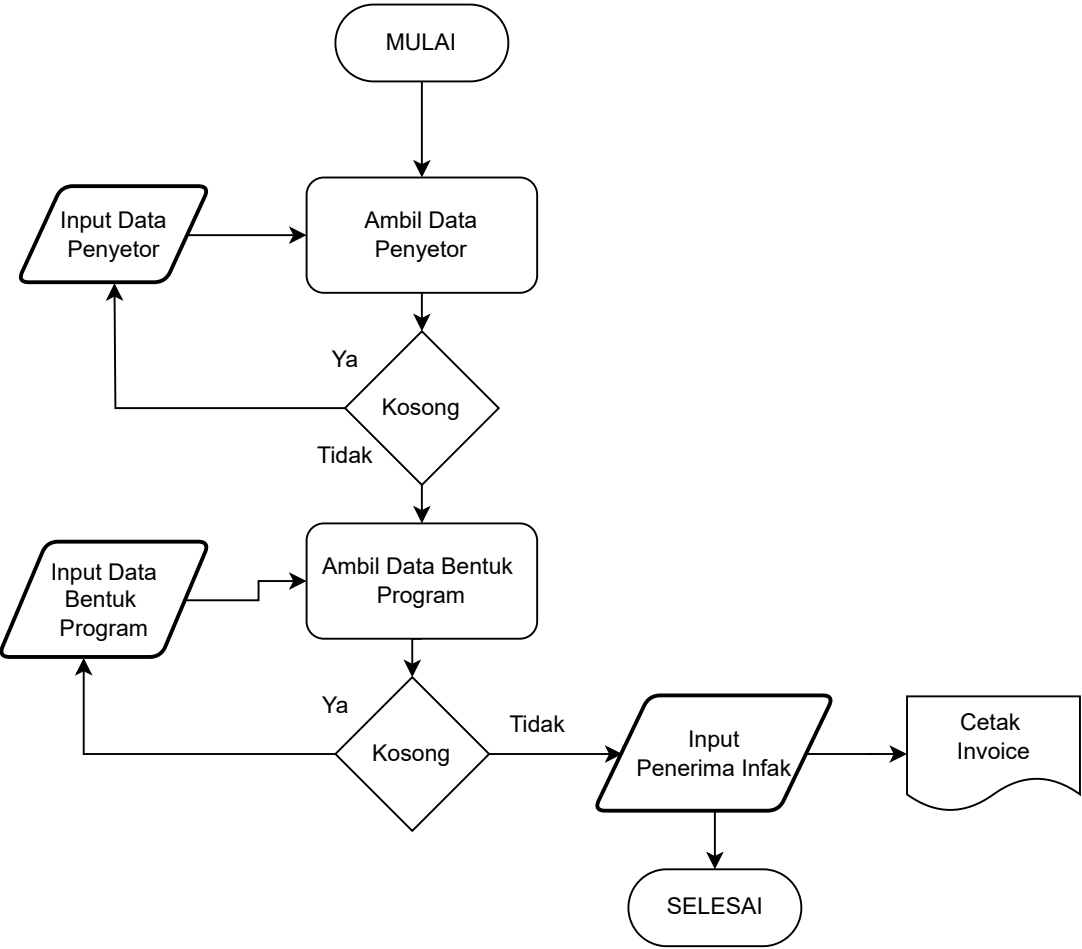 MULAI
Input Data
Penyetor
Ambil Data
Penyetor
Ya
Kosong
Tidak
Input Data
Bentuk
Program
Ambil Data Bentuk
Program
Ya
Kosong
Tidak
Input
Penerima Infak
Cetak
Invoice
SELESAI